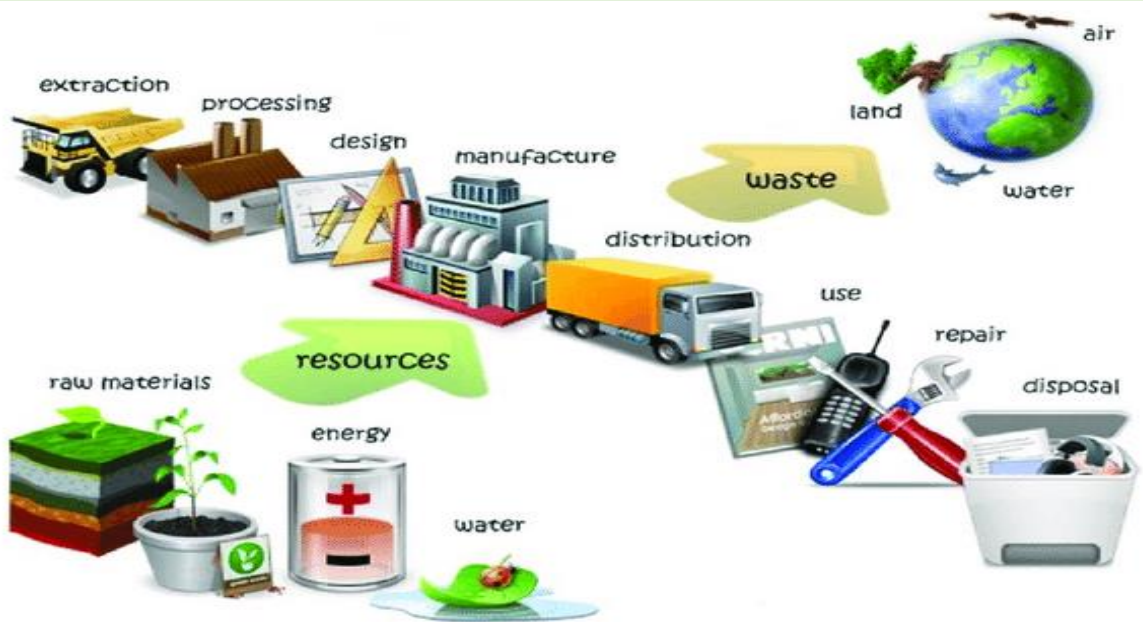 extraction
processing
design
manufacture
distribution
use
repair
disposal
waste
air
land
water
resources
raw materials
energy
water